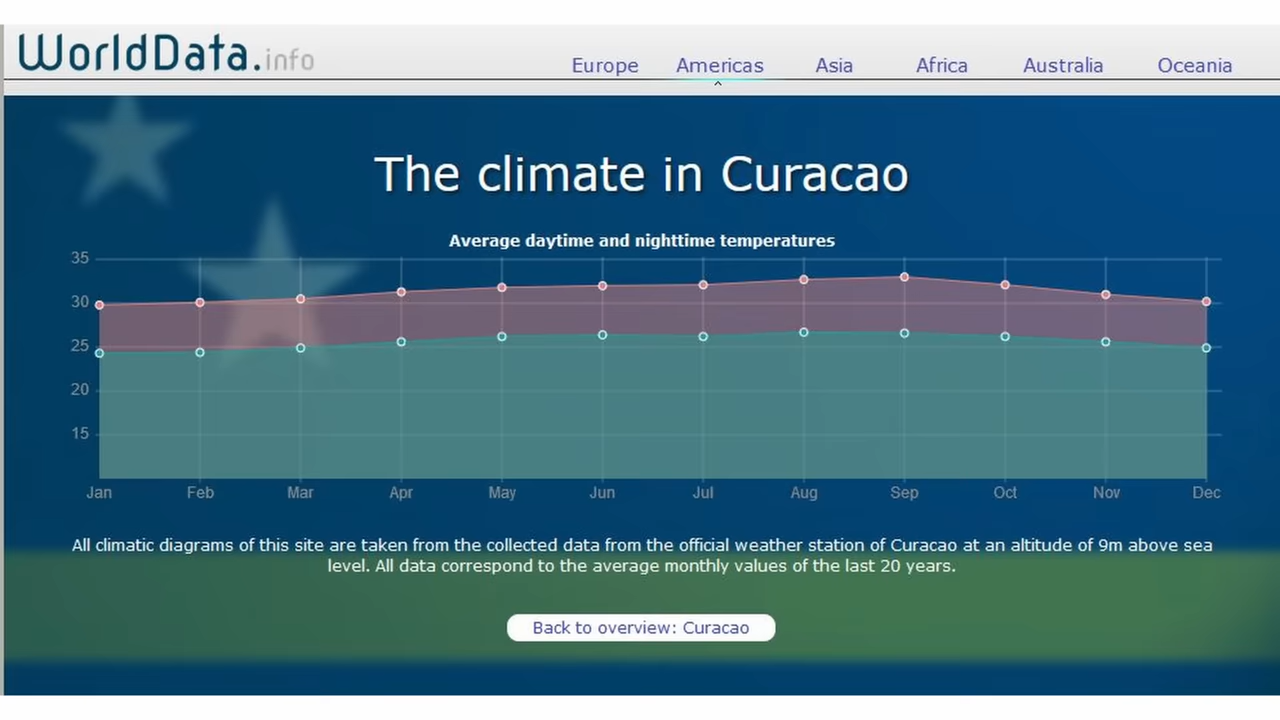 WorldData.info
Europe Americas Asia Africa Australia Oceania
The climate in Curacao
Average daytime and nighttime temperatures
35
30
25
20
15
Jan Feb Mar Apr May Jun Jul Aug Sep Oct Nov Dec
All climatic diagrams of this site are taken from the collected data from the official weather station of Curacao at an altitude of 9m above sea
level. All data correspond to the average monthly values of the last 20 years.
Back to overview: Curacao